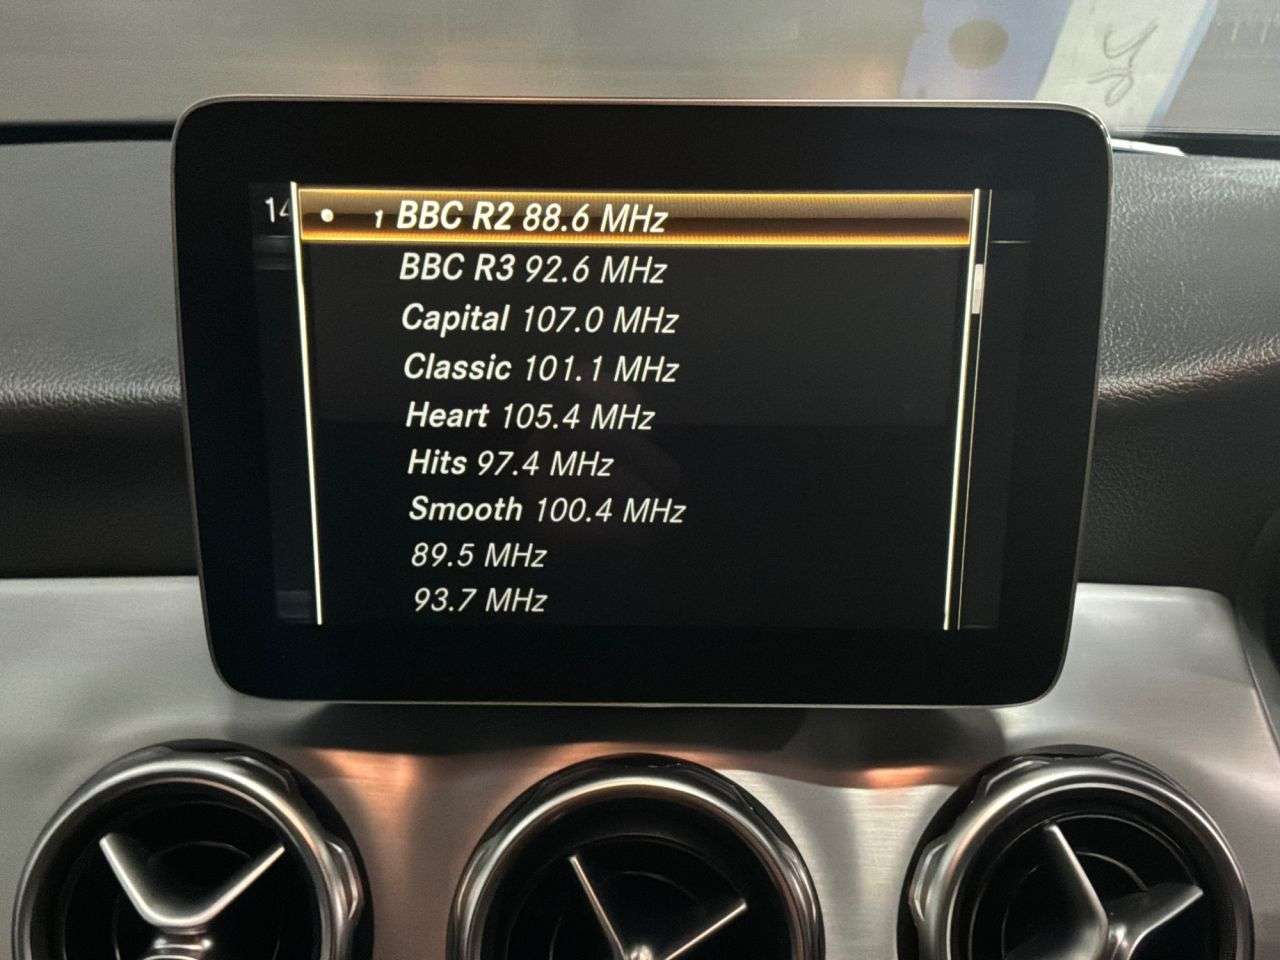 14
1 BBC R2 88.6 MHz
BBC R3 92.6 MHz
Capital 107.0 MHz
Classic 101.1 MHz
Heart 105.4 MHz
Hits 97.4 MHz
Smooth 100.4 MHz
89.5 MHz
93.7 MHz